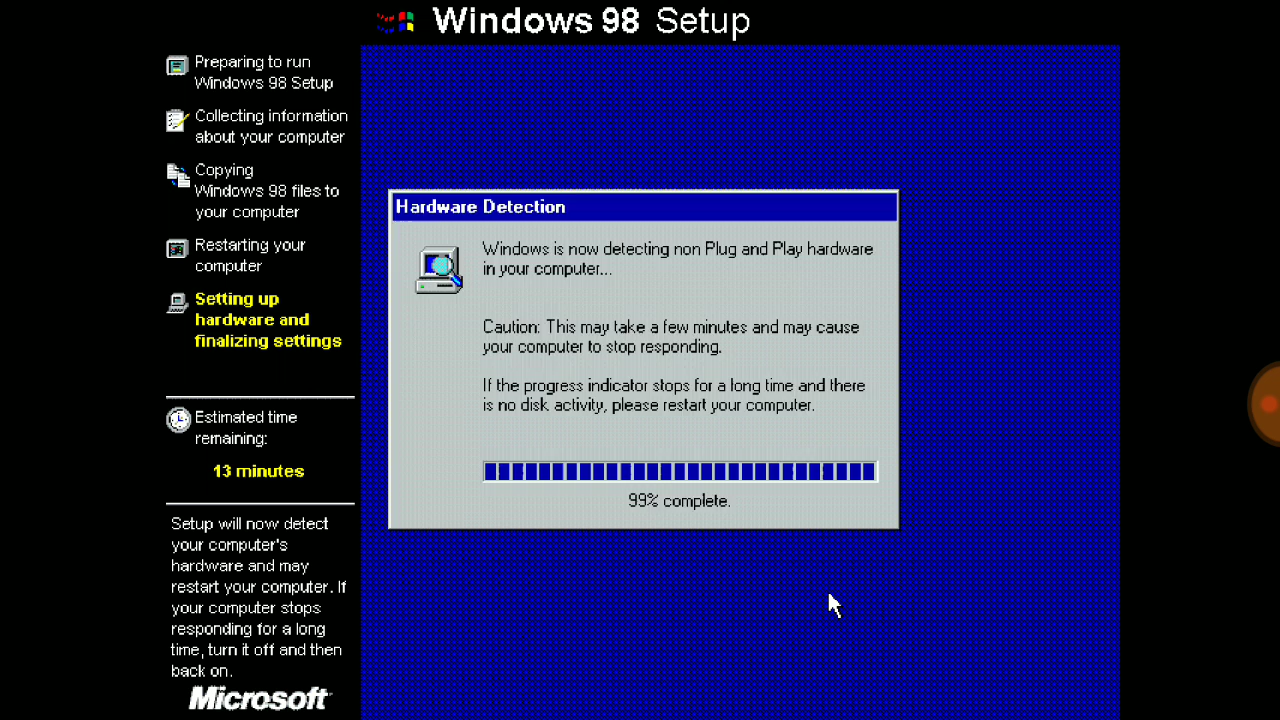 Windows 98 Setup
Preparing to run
Windows 98 Setup
Collecting information
about your computer
Copying
Windows 98 files to
your computer
Restarting your
computer
Setting up
hardware and
finalizing settings
Estimated time
remaining:
13 minutes
Setup will now detect
your computer's
hardware and may
restart your computer. If
your computer stops
responding for a long
time, turn it off and then
back on.
Microsoft
Hardware Detection
Windows is now detecting non Plug and Play hardware
in your computer...
Caution: This may take a few minutes and may cause
your computer to stop responding.
If the progress indicator stops for a long time and there
is no disk activity, please restart your computer.
99% complete.